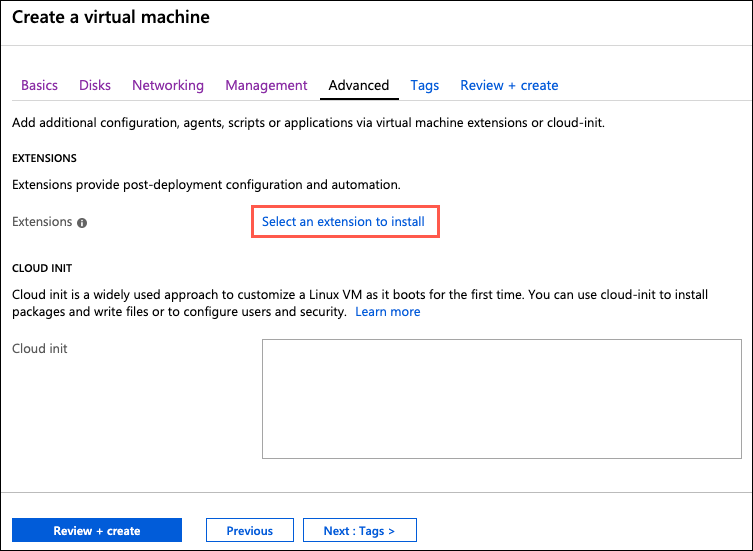 Create a virtual machine
Basics Disks Networking Management Advanced Tags Review + create
Add additional configuration, agents, scripts or applications via virtual machine extensions or cloud-init.
EXTENSIONS
Extensions provide post-deployment configuration and automation.
Extensions Select an extension to install
CLOUD INIT
Cloud init is a widely used approach to customize a Linux VM as it boots for the first time. You can use cloud-init to install
packages and write files or to configure users and security. Learn more
Cloud init
Review + create Previous Next : Tags >